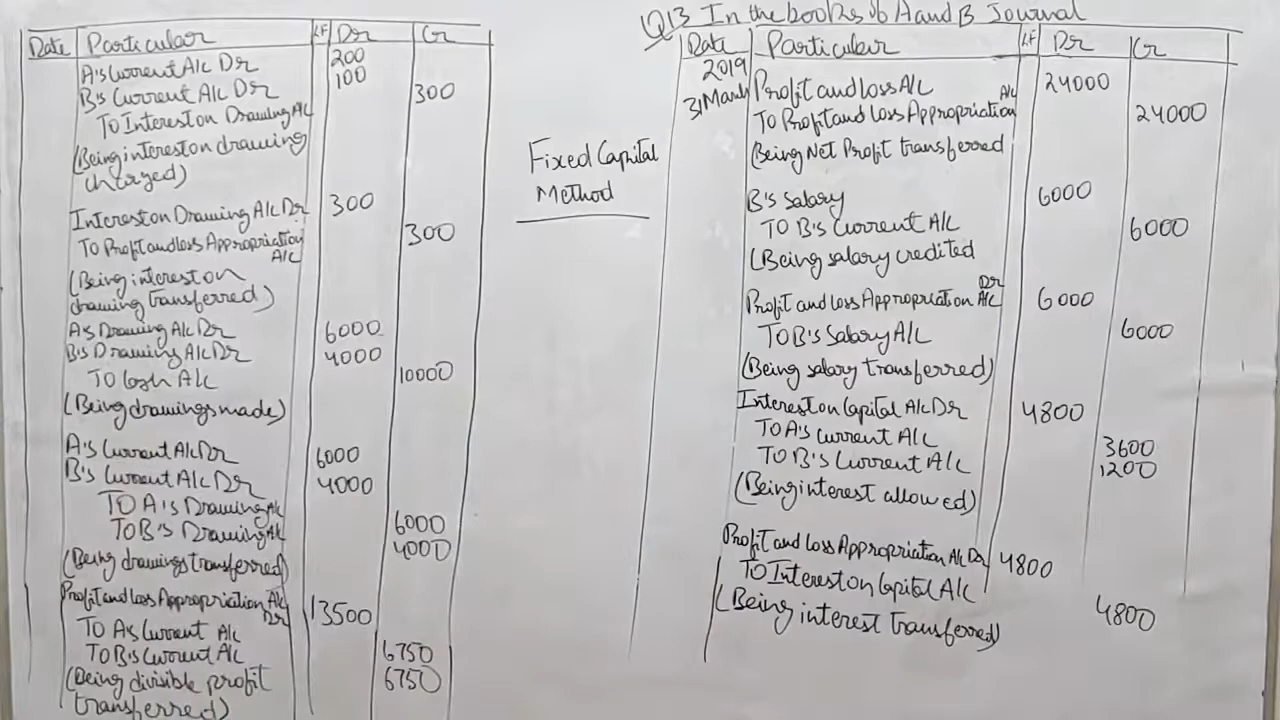 Q13 In the books of A and B Journal
Date Particular LF Dr Cr
2019
31 March Profit and loss A/c 24000
To Profit and loss Appropriation A/c 24000
(Being Net Profit transferred
B's Salary 6000
To B's Current A/c 6000
(Being salary credited
Profit and loss Appropriation A/c Dr 6000
To B's Salary A/c 6000
(Being salary transferred)
Interest on Capital A/c Dr 4800
To A's Current A/c 3600
To B's Current A/c 1200
(Being interest allowed)
Profit and loss Appropriation A/c Dr 4800
To Interest on Capital A/c
(Being interest transferred) 4800
Fixed Capital
Method
Date Particular LF Dr Cr
A's Current A/c Dr 200
B's Current A/c Dr 100
To Interest on Drawing A/c 300
(Being interest on drawing
charged)
Interest on Drawing A/c Dr 300
To Profit and loss Appropriation A/c 300
(Being interest on
drawing transferred)
A's Drawing A/c Dr 6000
B's Drawing A/c Dr 4000
To Cash A/c 10000
(Being drawings made)
A's Current A/c Dr 6000
B's Current A/c Dr 4000
To A's Drawing A/c 6000
To B's Drawing A/c 4000
(Being drawings transferred)
Profit and loss Appropriation A/c Dr 13500
To A's Current A/c 6750
To B's Current A/c 6750
(Being divisible profit
transferred)